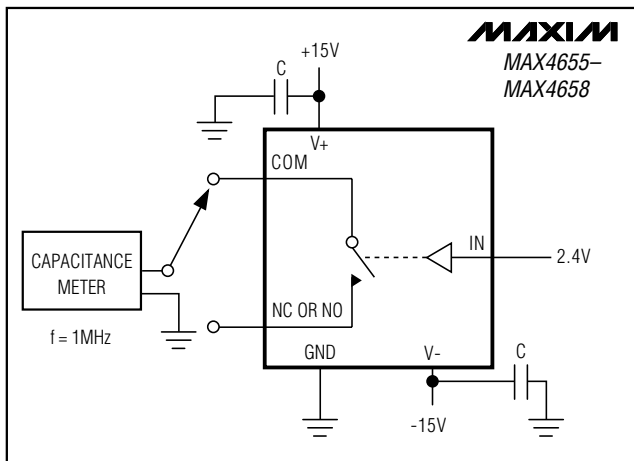 MAXIM
MAX4655–
MAX4658
+15V
C
V+
COM
IN
2.4V
CAPACITANCE
METER
NC OR NO
f = 1MHz
GND
V-
C
-15V